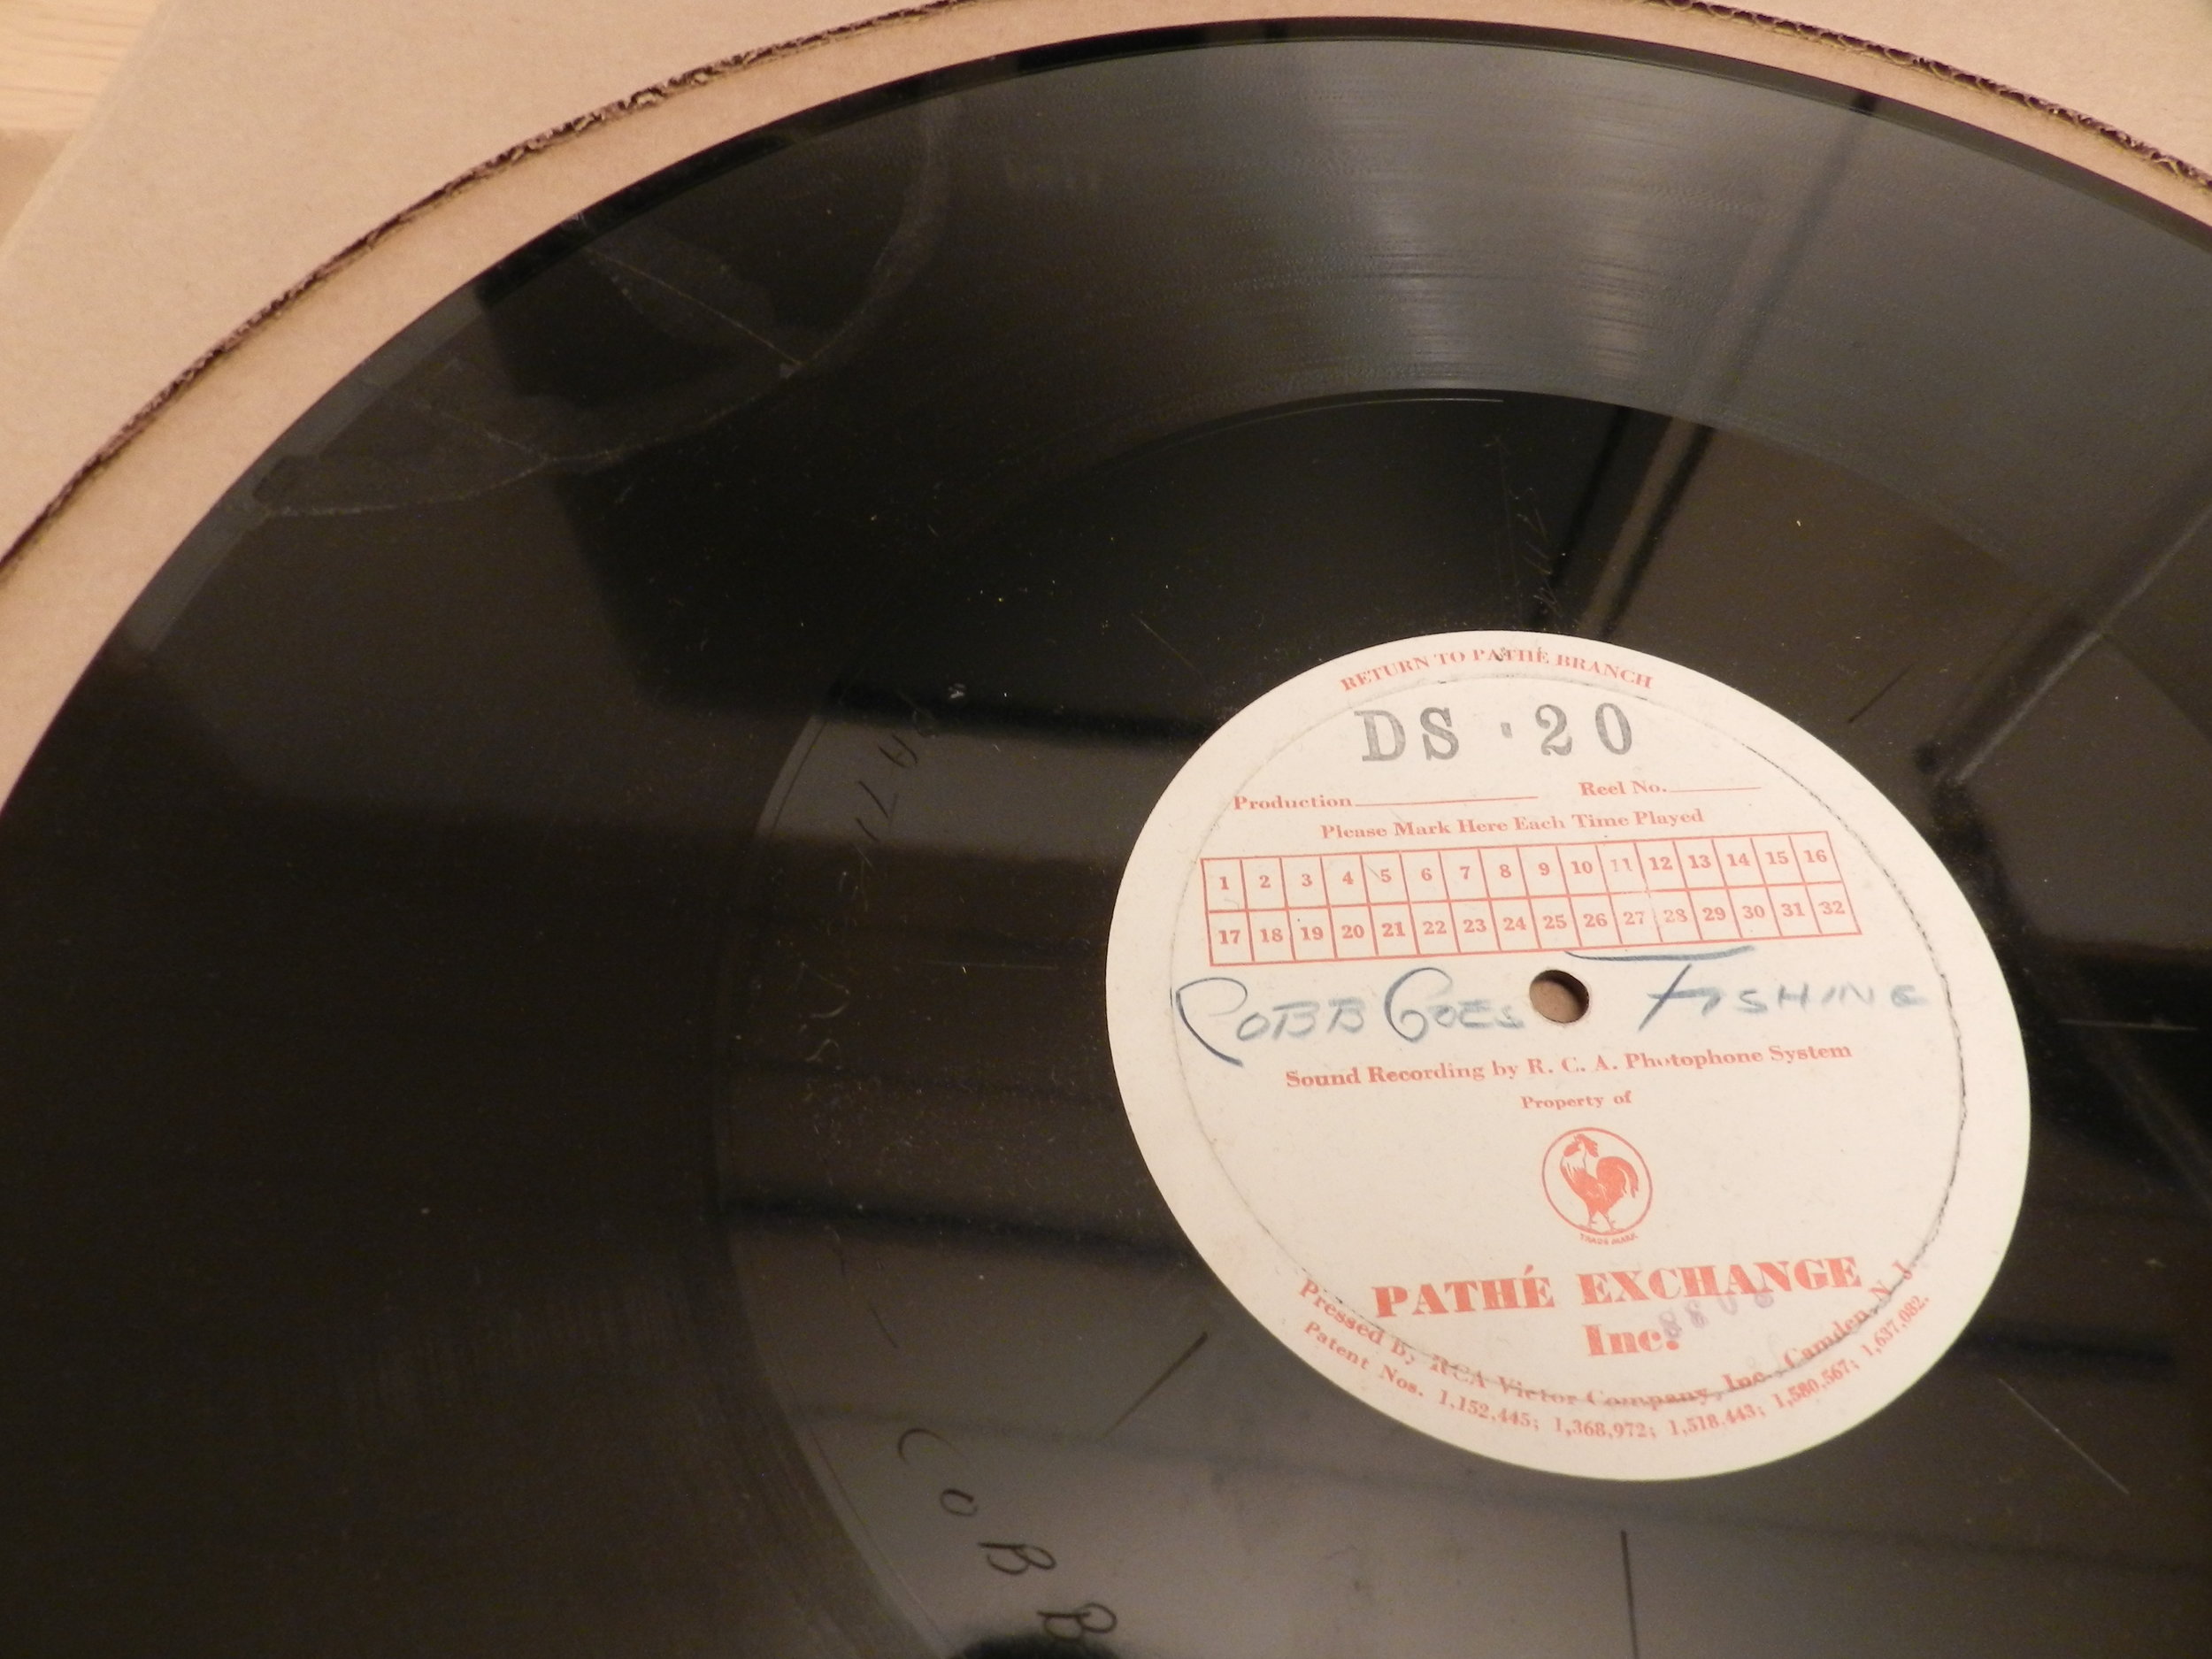 RETURN TO PATHÉ BRANCH
DS · 20
Production Reel No.
Please Mark Here Each Time Played
1 2 3 4 5 6 7 8 9 10 11 12 13 14 15 16
17 18 19 20 21 22 23 24 25 26 27 28 29 30 31 32
COBB GOES FISHING
Sound Recording by R. C. A. Photophone System
Property of
TRADE MARK
PATHÉ EXCHANGE
Inc.
Pressed By RCA Victor Company, Inc., Camden, N. J.
Patent Nos. 1,152,445; 1,368,972; 1,518,443; 1,580,567; 1,637,082.
COBB